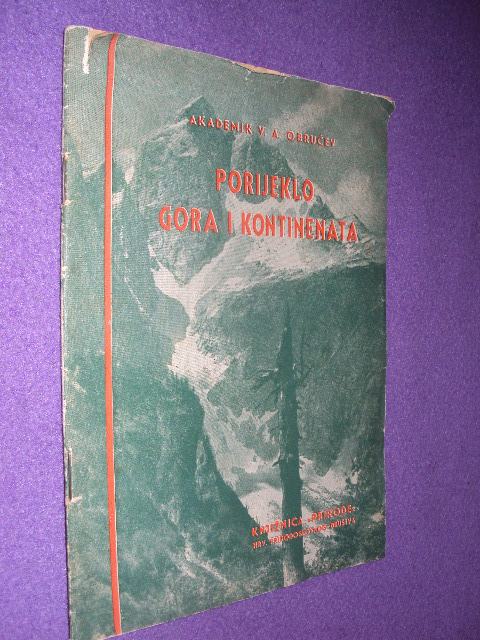 AKADEMIK V. A. OBRUČEV
PORIJEKLO
GORA I KONTINENATA
KNJIŽNICA „PRIRODE“
HRV. PRIRODOSLOVNOG DRUŠTVA